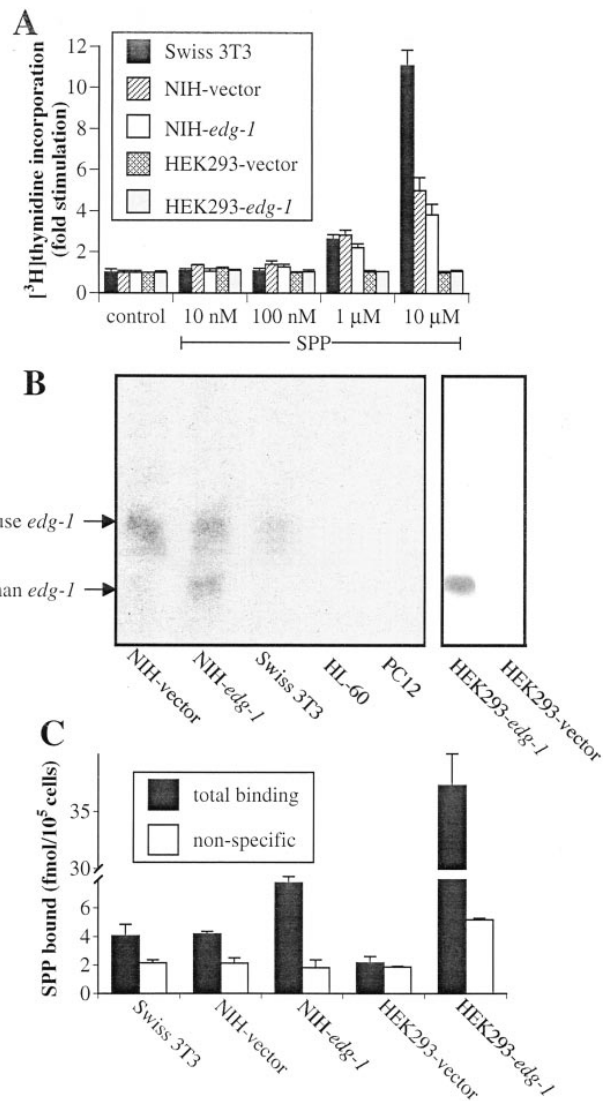 A
[³H]thymidine incorporation
(fold stimulation)
12
10
8
6
4
2
0
Swiss 3T3
NIH-vector
NIH-edg-1
HEK293-vector
HEK293-edg-1
control
10 nM
100 nM
1 μM
10 μM
SPP
B
use edg-1
an edg-1
NIH-vector
NIH-edg-1
Swiss 3T3
HL-60
PC12
HEK293-edg-1
HEK293-vector
C
SPP bound (fmol/10⁵ cells)
35
30
8
6
4
2
0
total binding
non-specific
Swiss 3T3
NIH-vector
NIH-edg-1
HEK293-vector
HEK293-edg-1